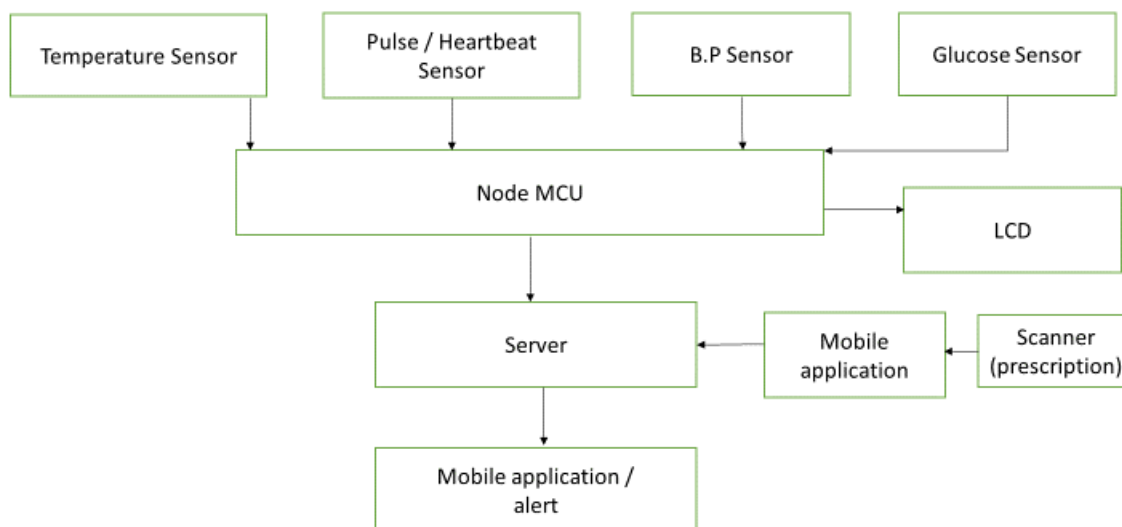 Temperature Sensor
Pulse / Heartbeat
Sensor
B.P Sensor
Glucose Sensor
Node MCU
LCD
Server
Mobile
application
Scanner
(prescription)
Mobile application /
alert